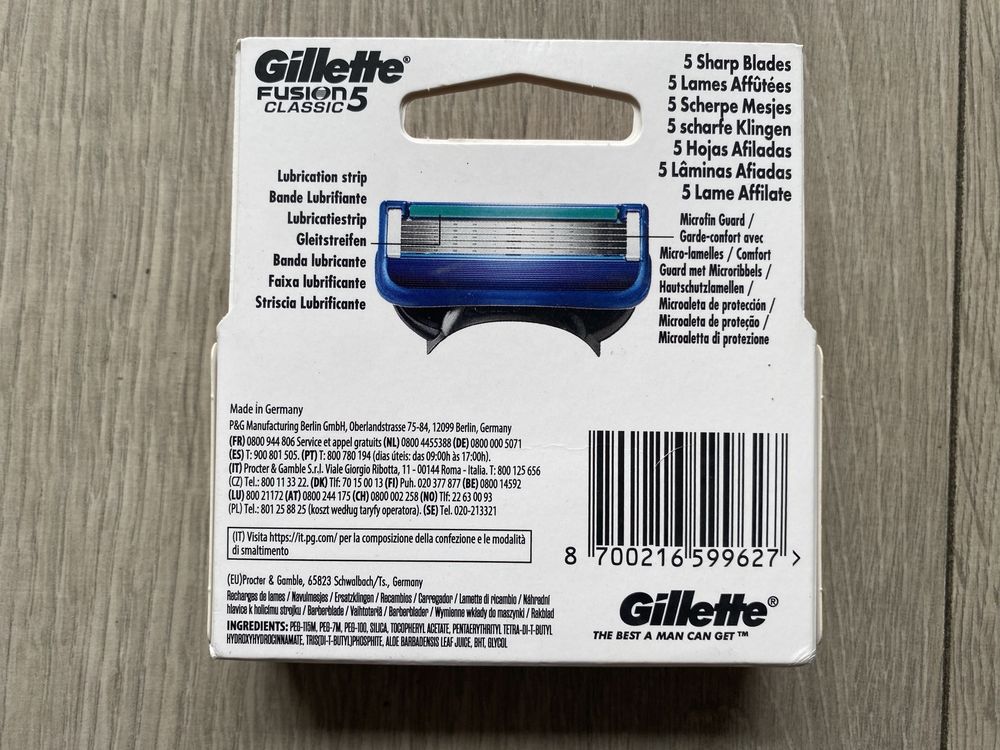 Gillette®
FUSION5
CLASSIC
5 Sharp Blades
5 Lames Affûtées
5 Scherpe Mesjes
5 scharfe Klingen
5 Hojas Afiladas
5 Lâminas Afiadas
5 Lame Affilate
Lubrication strip
Bande Lubrifiante
Lubricatiestrip
Gleitstreifen
Banda lubricante
Faixa lubrificante
Striscia Lubrificante
Microfin Guard /
Garde-confort avec
Micro-lamelles / Comfort
Guard met Microribbels /
Hautschutzlamellen /
Microaleta de protección /
Microaleta de proteção /
Microaletta di protezione
Made in Germany
P&G Manufacturing Berlin GmbH, Oberlandstrasse 75-84, 12099 Berlin, Germany
(FR) 0800 944 806 Service et appel gratuits (NL) 0800 4455388 (DE) 0800 000 5071
(ES) T: 900 801 505. (PT) T: 800 780 194 (dias úteis: das 09:00h às 17:00h).
(IT) Procter & Gamble S.r.l. Viale Giorgio Ribotta, 11 - 00144 Roma - Italia. T: 800 125 656
(CZ) Tel.: 800 11 33 22. (DK) Tlf: 70 15 00 13 (FI) Puh. 020 377 877 (BE) 0800 14592
(LU) 800 21172 (AT) 0800 244 175 (CH) 0800 002 258 (NO) Tlf: 22 63 00 93
(PL) Tel.: 801 25 88 25 (koszt według taryfy operatora). (SE) Tel. 020-213321
(IT) Visita https://it.pg.com/ per la composizione della confezione e le modalità
di smaltimento
8 700216 599627 >
(EU)Procter & Gamble, 65823 Schwalbach/Ts., Germany
Recharges de lames / Navulmesjes / Ersatzklingen / Recambios / Carregador / Lamette di ricambio / Náhradní
hlavice k holicímu strojku / Barberblade / Vaihtoteriä / Barberblader / Wymienne wkłady do maszynki / Rakblad
INGREDIENTS: PEG-115M, PEG-7M, PEG-100, SILICA, TOCOPHERYL ACETATE, PENTAERYTHRITYL TETRA-DI-T-BUTYL
HYDROXYHYDROCINNAMATE, TRIS(DI-T-BUTYL)PHOSPHITE, ALOE BARBADENSIS LEAF JUICE, BHT, GLYCOL
Gillette®
THE BEST A MAN CAN GET™